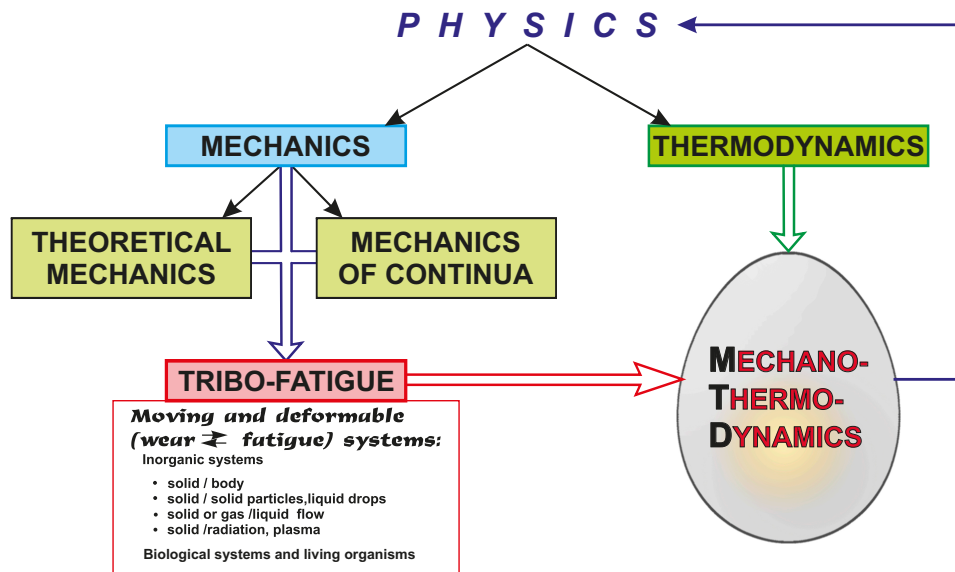 PHYSICS
MECHANICS
THERMODYNAMICS
THEORETICAL
MECHANICS
MECHANICS
OF CONTINUA
TRIBO-FATIGUE
Moving and deformable
(wear ⇄ fatigue) systems:
Inorganic systems
• solid / body
• solid / solid particles,liquid drops
• solid or gas /liquid flow
• solid /radiation, plasma
Biological systems and living organisms
MECHANO-
THERMO-
DYNAMICS